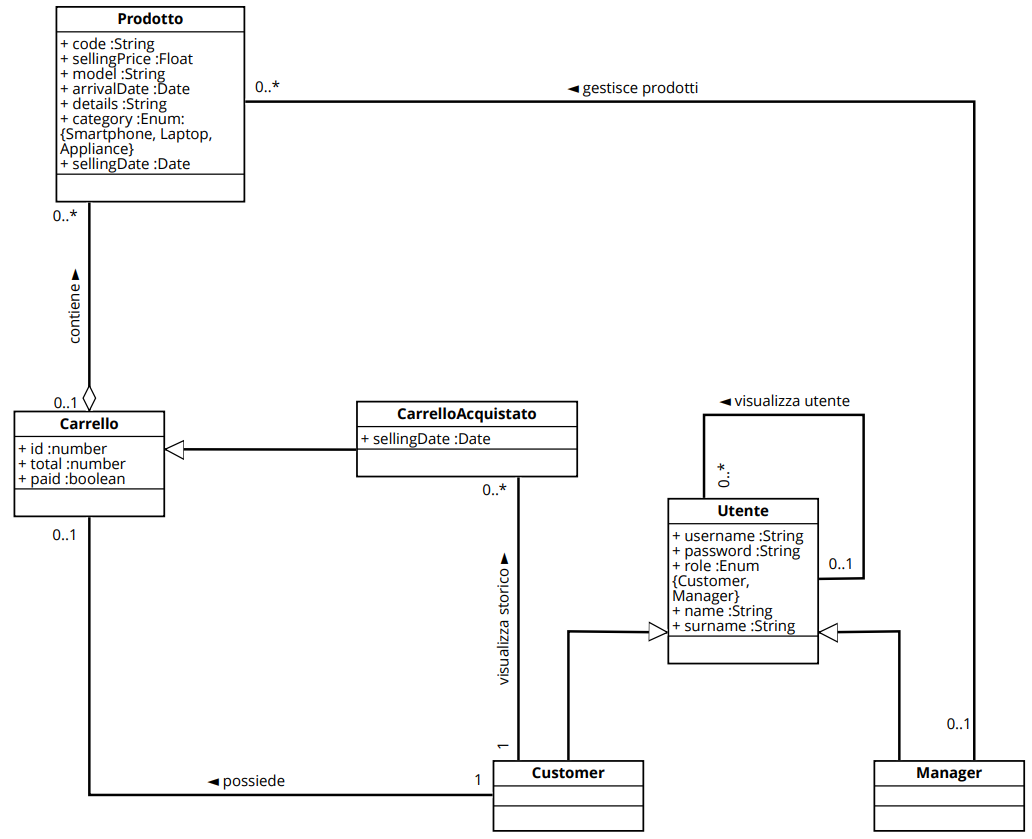 Prodotto
+ code :String
+ sellingPrice :Float
+ model :String
+ arrivalDate :Date
+ details :String
+ category :Enum:
{Smartphone, Laptop,
Appliance}
+ sellingDate :Date
0..*
◄ gestisce prodotti
0..*
contiene ►
0..1
Carrello
+ id :number
+ total :number
+ paid :boolean
0..1
CarrelloAcquistato
+ sellingDate :Date
0..*
visualizza storico ►
1
◄ visualizza utente
0..*
Utente
+ username :String
+ password :String
+ role :Enum
{Customer,
Manager}
+ name :String
+ surname :String
0..1
0..1
◄ possiede
1
Customer
Manager